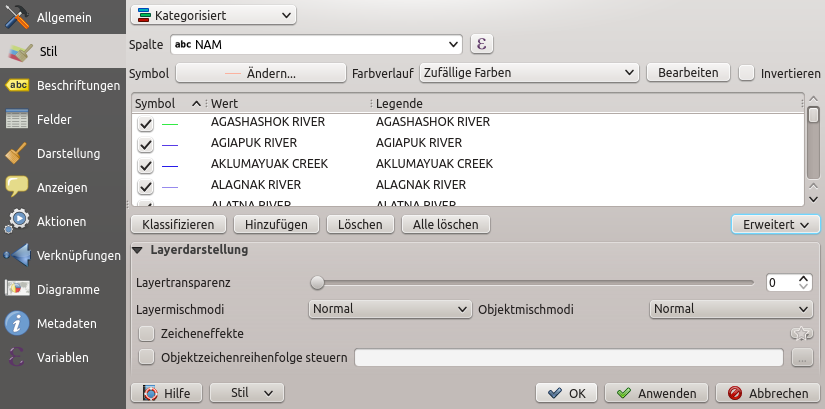 Allgemein
Stil
abc Beschriftungen
Felder
Darstellung
Anzeigen
Aktionen
Verknüpfungen
Diagramme
Metadaten
ε Variablen
Kategorisiert
Spalte abc NAM ε
Symbol Ändern... Farbverlauf Zufällige Farben Bearbeiten Invertieren
Symbol Wert Legende
AGASHASHOK RIVER AGASHASHOK RIVER
AGIAPUK RIVER AGIAPUK RIVER
AKLUMAYUAK CREEK AKLUMAYUAK CREEK
ALAGNAK RIVER ALAGNAK RIVER
ALATNA RIVER ALATNA RIVER
Klassifizieren Hinzufügen Löschen Alle löschen Erweitert
Layerdarstellung
Layertransparenz 0
Layermischmodi Normal Objektmischmodi Normal
Zeicheneffekte
Objektzeichenreihenfolge steuern ...
Hilfe Stil OK Anwenden Abbrechen